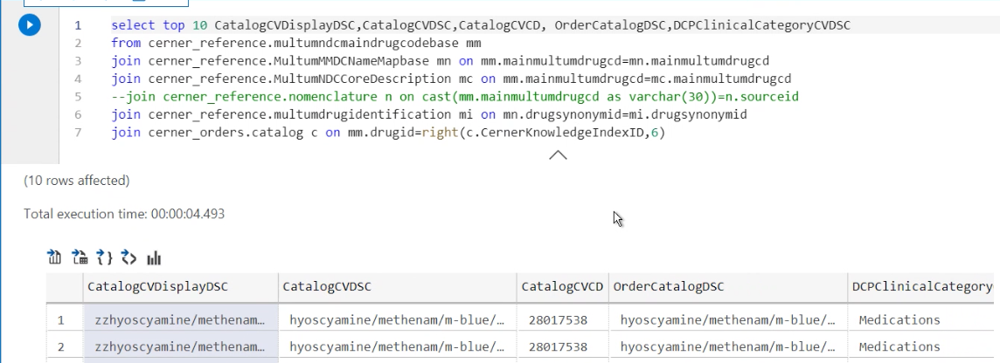 1 select top 10 CatalogCVDisplayDSC,CatalogCVDSC,CatalogCVCD, OrderCatalogDSC,DCPClinicalCategoryCVDSC
2 from cerner_reference.multumndcmaindrugcodebase mm
3 join cerner_reference.MultumMMDCNameMapbase mn on mm.mainmultumdrugcd=mn.mainmultumdrugcd
4 join cerner_reference.MultumNDCCoreDescription mc on mm.mainmultumdrugcd=mc.mainmultumdrugcd
5 --join cerner_reference.nomenclature n on cast(mm.mainmultumdrugcd as varchar(30))=n.sourceid
6 join cerner_reference.multumdrugidentification mi on mn.drugsynonymid=mi.drugsynonymid
7 join cerner_orders.catalog c on mm.drugid=right(c.CernerKnowledgeIndexID,6)
(10 rows affected)
Total execution time: 00:00:04.493
CatalogCVDisplayDSC CatalogCVDSC CatalogCVCD OrderCatalogDSC DCPClinicalCategory
1 zzhyoscyamine/methenam… hyoscyamine/methenam/m-blue/… 28017538 hyoscyamine/methenam/m-blue/… Medications
2 zzhyoscyamine/methenam… hyoscyamine/methenam/m-blue/… 28017538 hyoscyamine/methenam/m-blue/… Medications